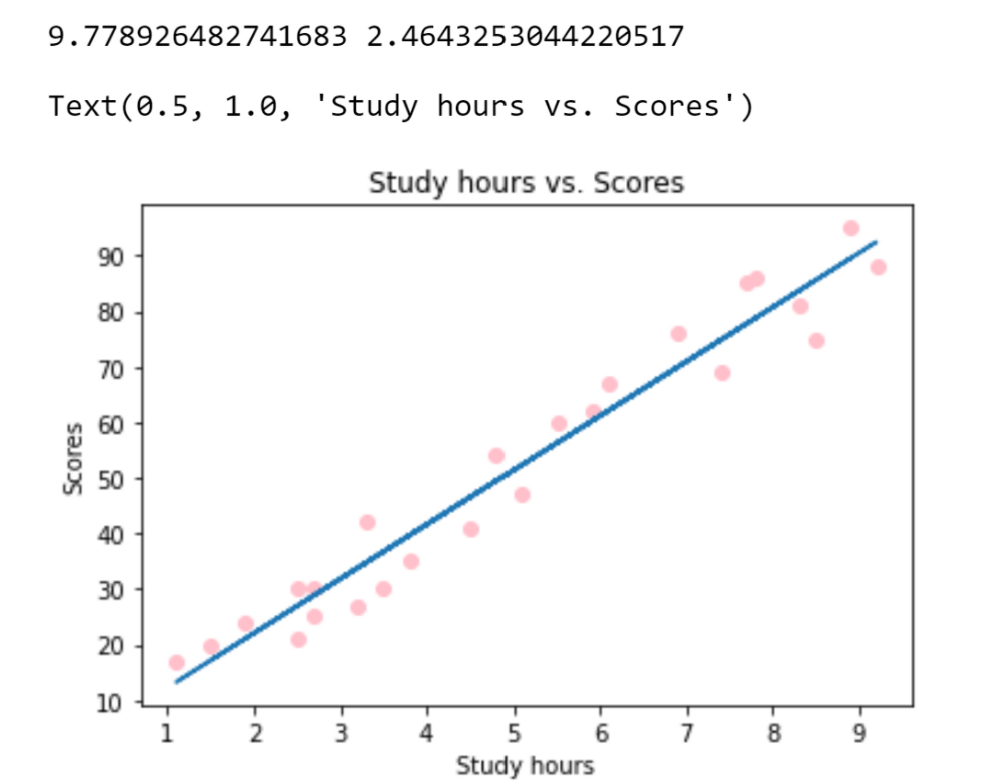 9.778926482741683 2.4643253044220517
Text(0.5, 1.0, 'Study hours vs. Scores')
Study hours vs. Scores
Scores
90
80
70
60
50
40
30
20
10
1 2 3 4 5 6 7 8 9
Study hours